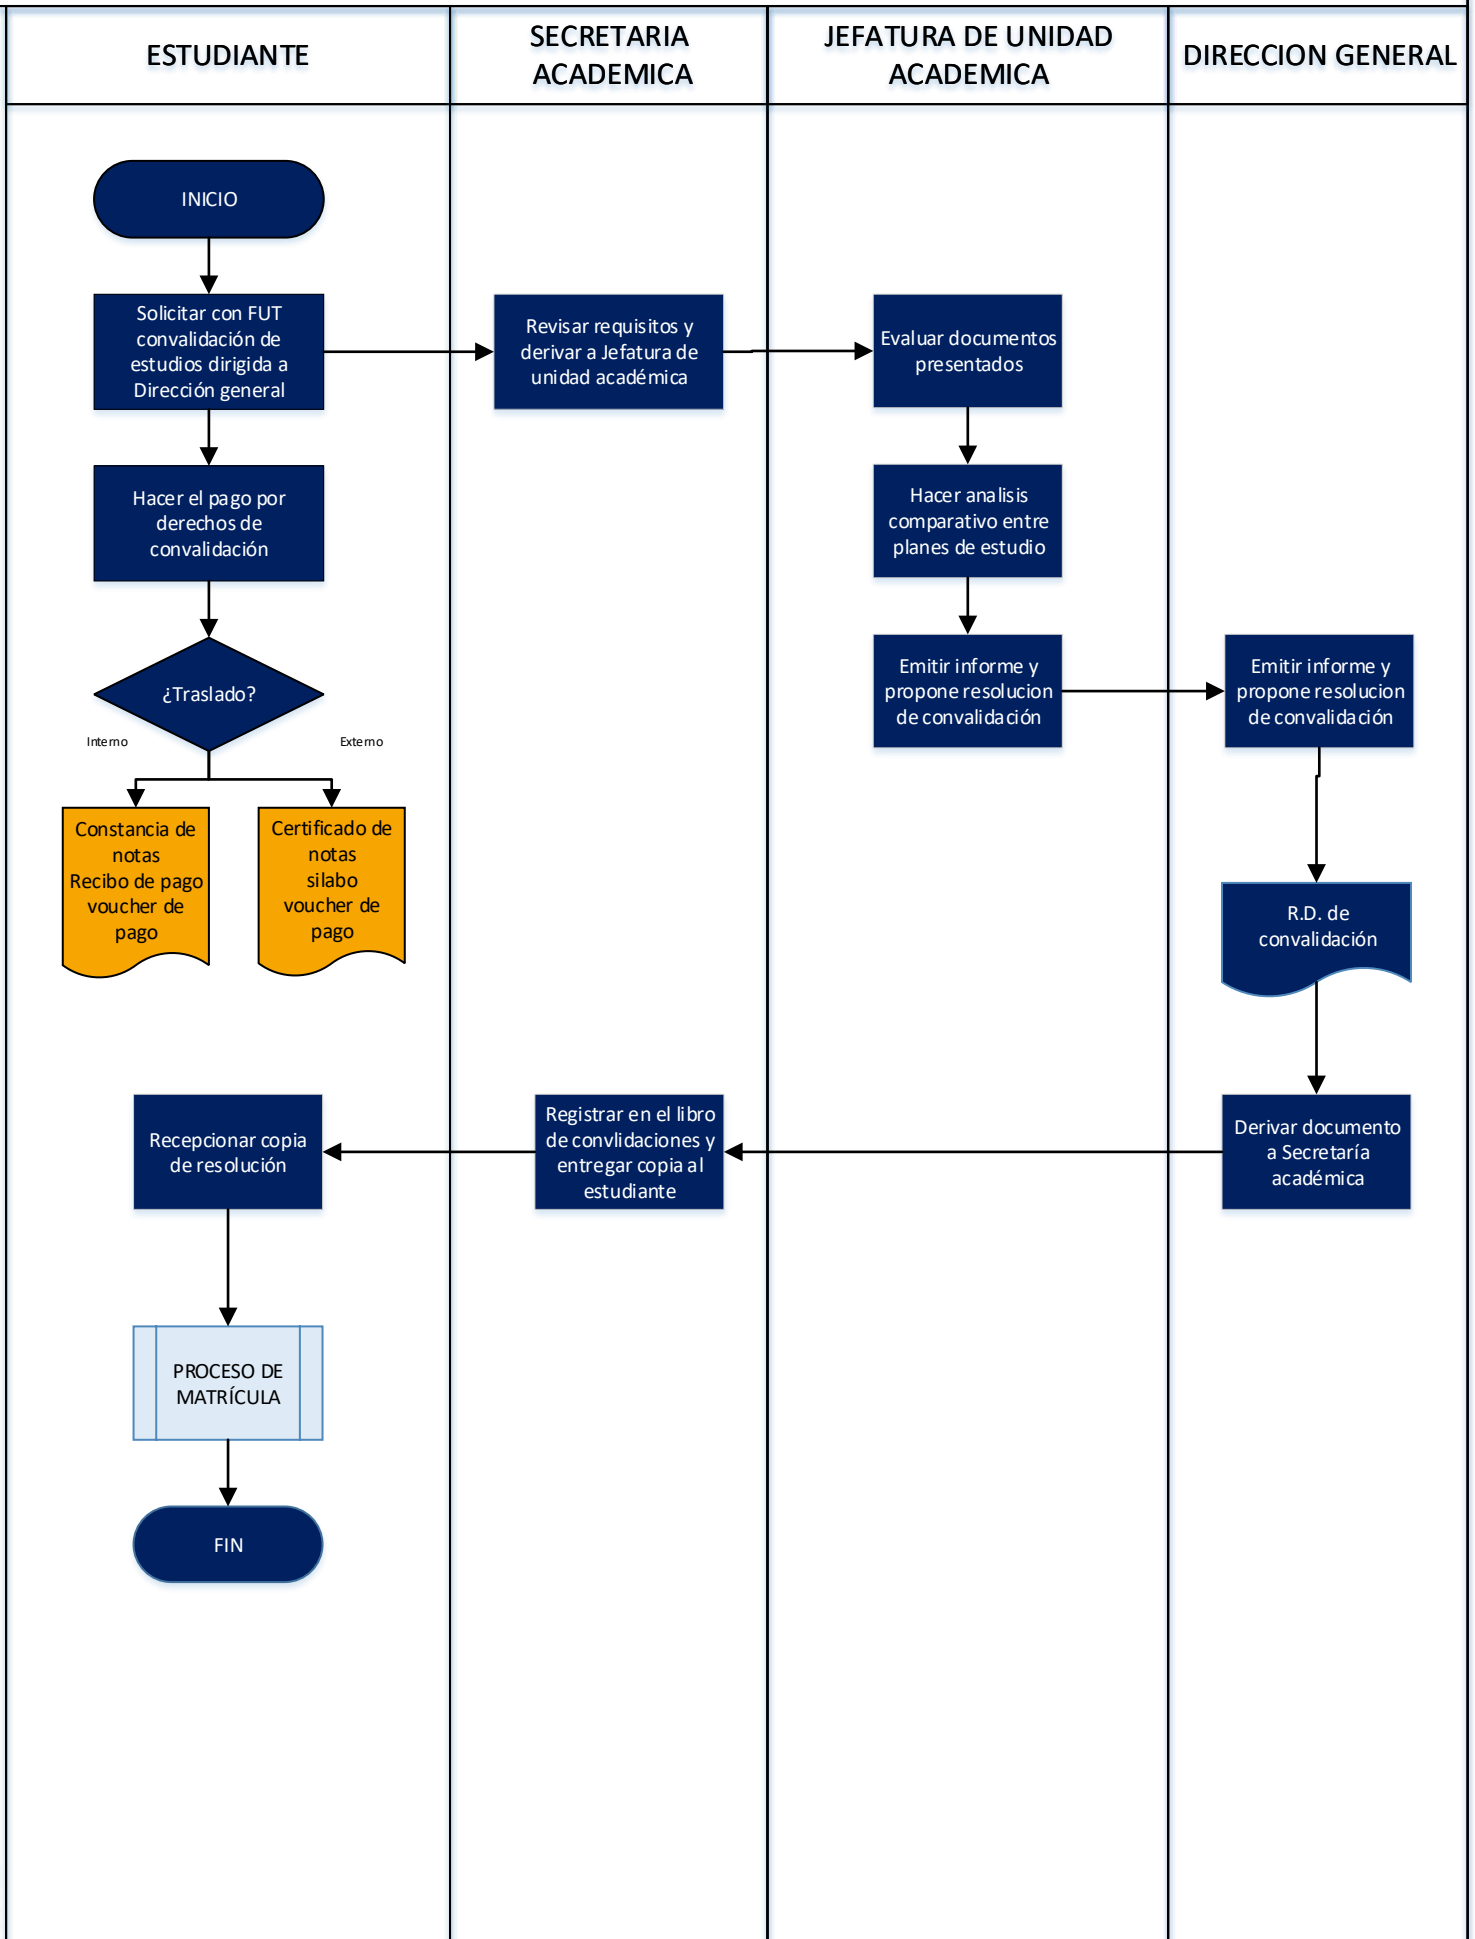 ESTUDIANTE
SECRETARIA
ACADEMICA
JEFATURA DE UNIDAD
ACADEMICA
DIRECCION GENERAL
INICIO
Solicitar con FUT
convalidación de
estudios dirigida a
Dirección general
Revisar requisitos y
derivar a Jefatura de
unidad académica
Evaluar documentos
presentados
Hacer el pago por
derechos de
convalidación
Hacer analisis
comparativo entre
planes de estudio
¿Traslado?
Interno
Externo
Emitir informe y
propone resolucion
de convalidación
Emitir informe y
propone resolucion
de convalidación
Constancia de
notas
Recibo de pago
voucher de
pago
Certificado de
notas
silabo
voucher de
pago
R.D. de
convalidación
Recepcionar copia
de resolución
Registrar en el libro
de convlidaciones y
entregar copia al
estudiante
Derivar documento
a Secretaría
académica
PROCESO DE
MATRÍCULA
FIN